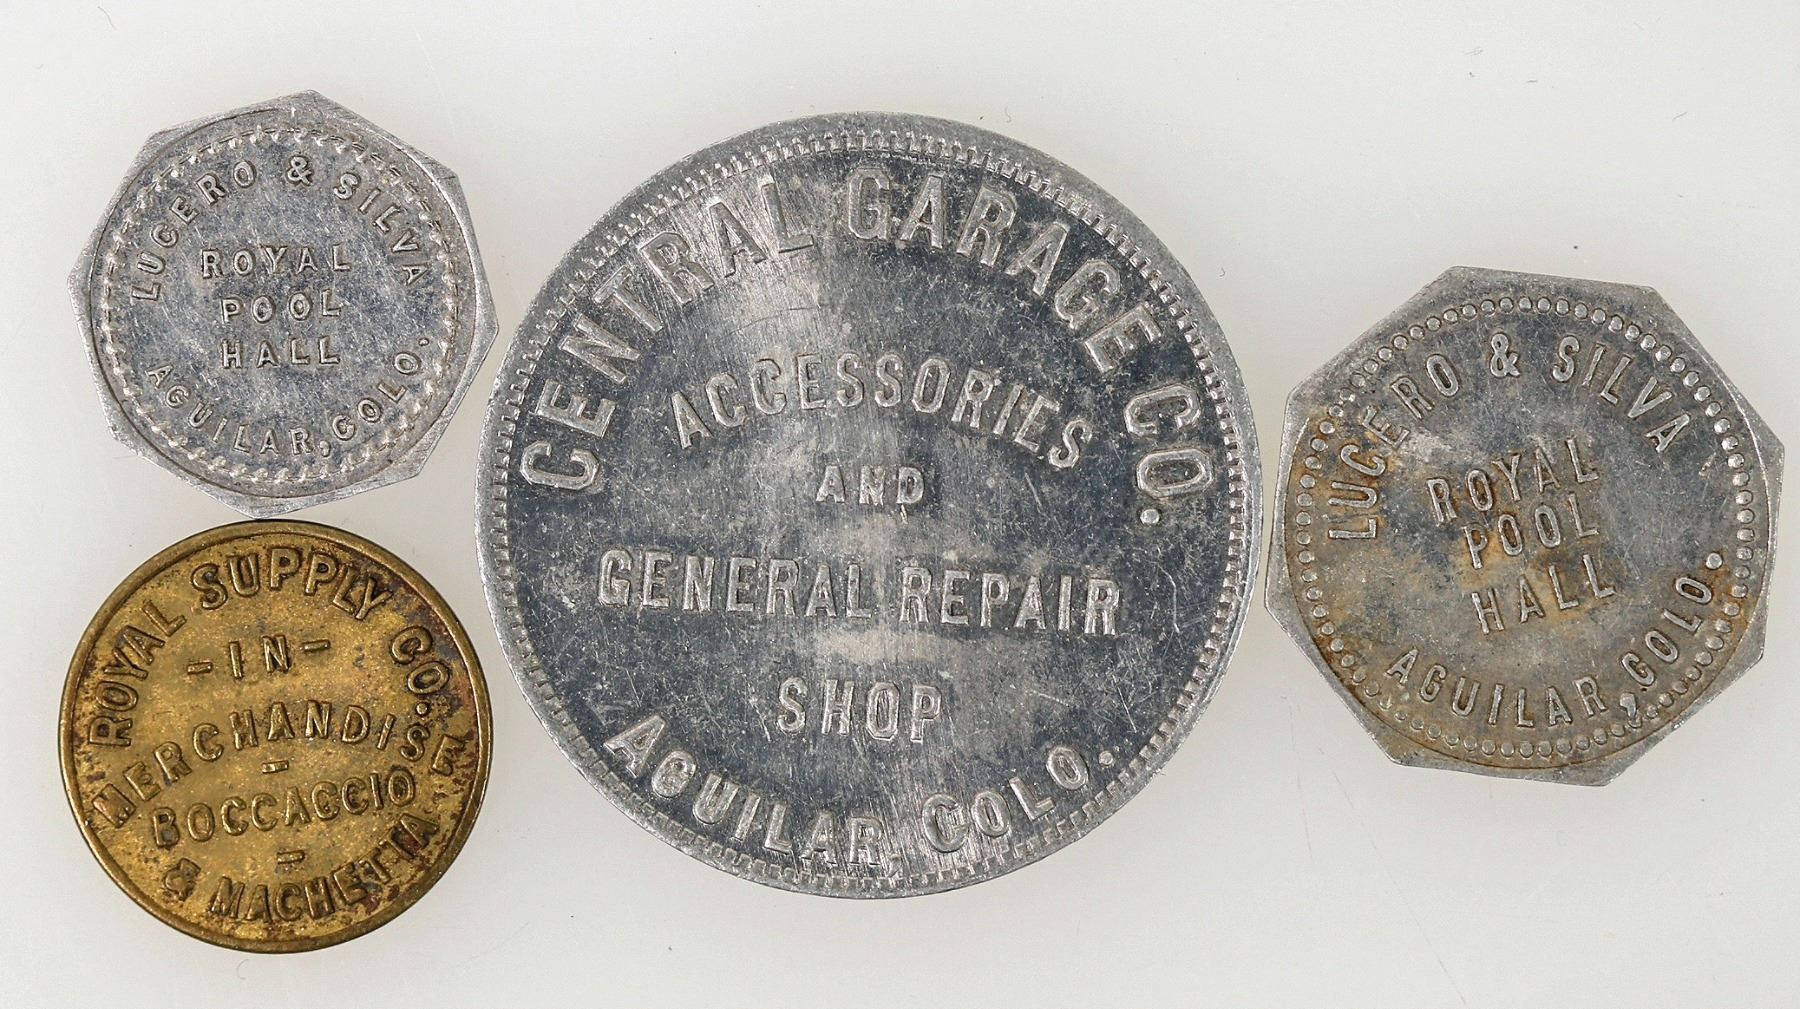 LUCERO & SILVA
ROYAL
POOL
HALL
AGUILAR, COLO.
ROYAL SUPPLY CO.
-IN-
MERCHANDISE
-
BOCCACCIO
-
& MACHETTA
CENTRAL GARAGE CO.
ACCESSORIES
AND
GENERAL REPAIR
SHOP
AGUILAR, COLO.
LUCERO & SILVA
ROYAL
POOL
HALL
AGUILAR, COLO.